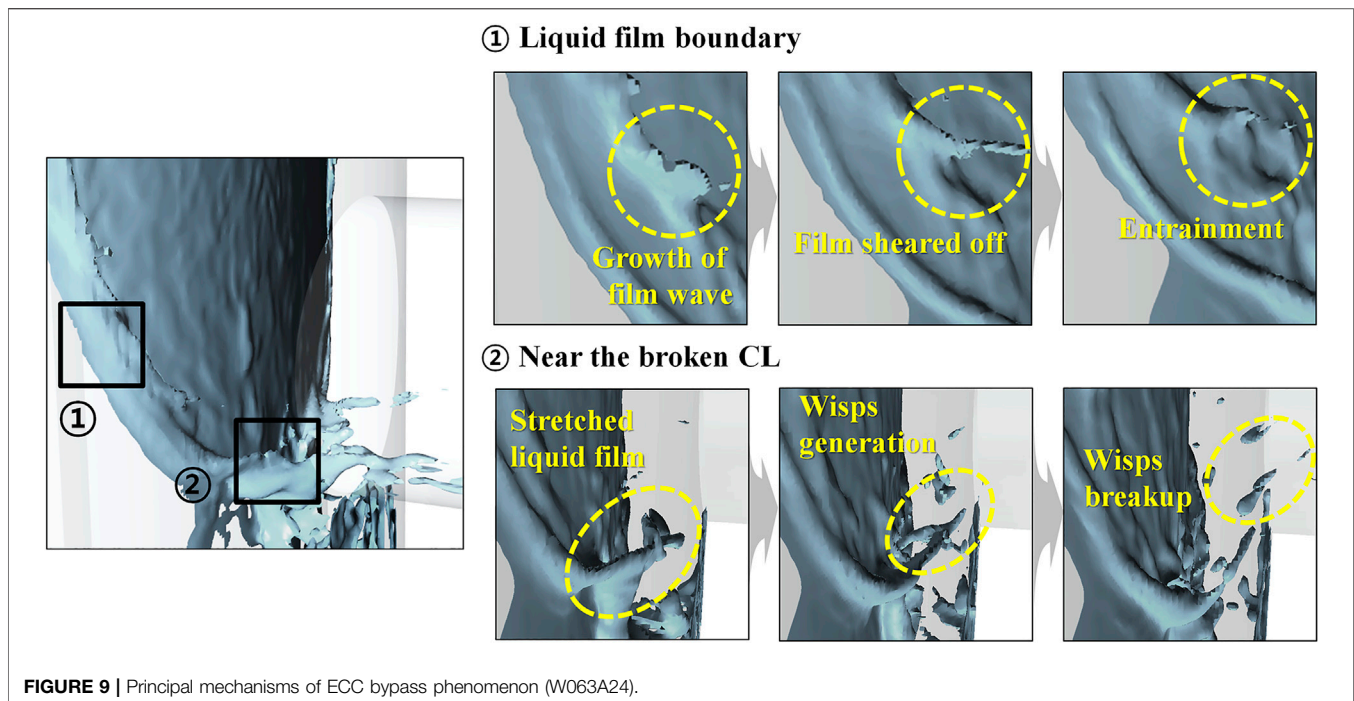 ① Liquid film boundary
Growth of
film wave
Film sheared off
Entrainment
①
②
② Near the broken CL
Stretched
liquid film
Wisps
generation
Wisps
breakup
FIGURE 9 | Principal mechanisms of ECC bypass phenomenon (W063A24).